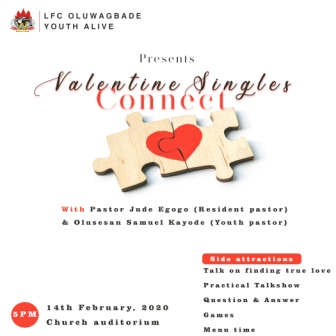 LFC OLUWAGBADE
YOUTH ALIVE
Presents
Valentine Singles
Connect
With Pastor Jude Egogo (Resident pastor)
& Olusesan Samuel Kayode (Youth pastor)
Side attractions
Talk on finding true love
Practical Talkshow
Question & Answer
Games
Menu time
5PM
14th February, 2020
Church auditorium